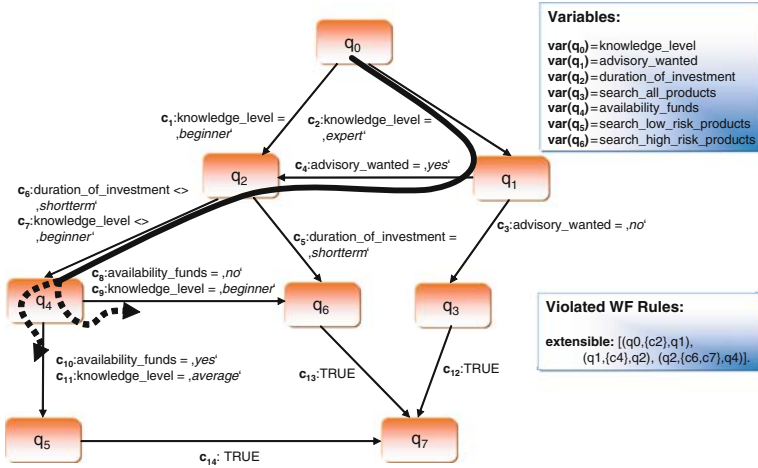 q0
c1:knowledge_level =
‚beginner‘
c2:knowledge_level =
‚expert‘
c4:advisory_wanted = ‚yes‘
q2
q1
c6:duration_of_investment <>
‚shortterm‘
c7:knowledge_level <>
‚beginner‘
c5:duration_of_investment =
‚shortterm‘
c3:advisory_wanted = ‚no‘
c8:availability_funds = ‚no‘
c9:knowledge_level = ‚beginner‘
q4
q6
q3
c10:availability_funds = ‚yes‘
c11:knowledge_level = ‚average‘
c13:TRUE
c12:TRUE
q5
q7
c14: TRUE
Variables:
var(q0)=knowledge_level
var(q1)=advisory_wanted
var(q2)=duration_of_investment
var(q3)=search_all_products
var(q4)=availability_funds
var(q5)=search_low_risk_products
var(q6)=search_high_risk_products
Violated WF Rules:
extensible: [(q0,{c2},q1),
(q1,{c4},q2), (q2,{c6,c7},q4)].